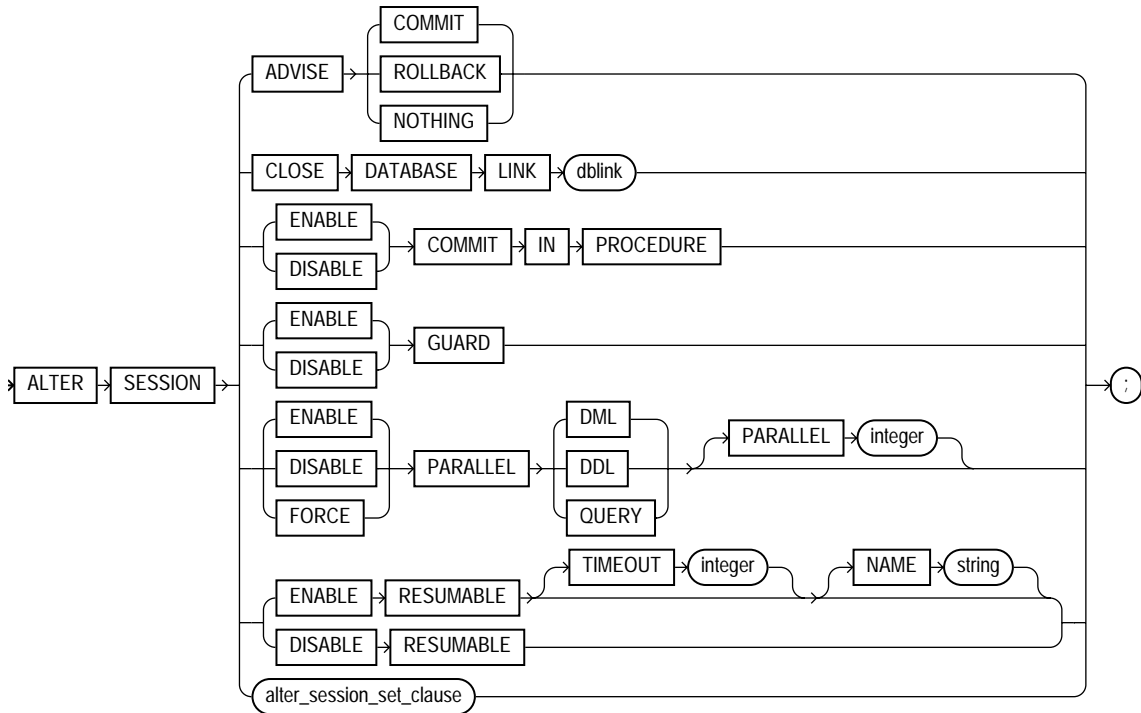 COMMIT
ADVISE ROLLBACK
NOTHING
CLOSE DATABASE LINK dblink
ENABLE
COMMIT IN PROCEDURE
DISABLE
ENABLE
GUARD
DISABLE
ALTER SESSION ;
ENABLE DML
PARALLEL integer
DISABLE PARALLEL DDL
FORCE QUERY
TIMEOUT integer NAME string
ENABLE RESUMABLE
DISABLE RESUMABLE
alter_session_set_clause